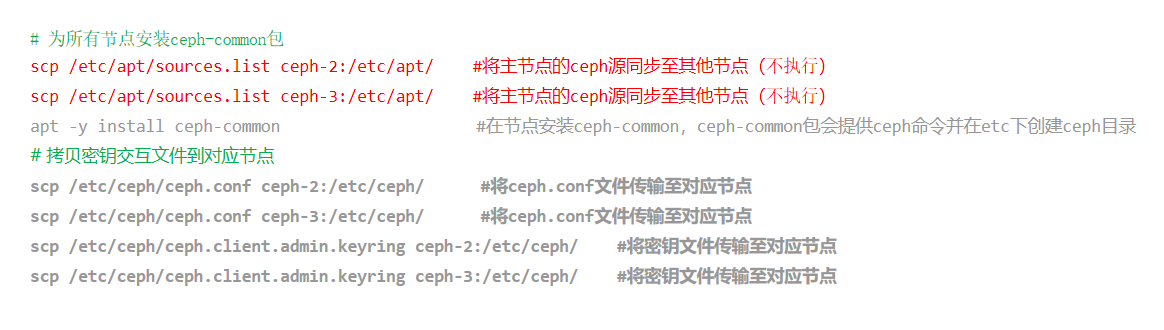 # 为所有节点安装ceph-common包
scp /etc/apt/sources.list ceph-2:/etc/apt/    #将主节点的ceph源同步至其他节点（不执行）
scp /etc/apt/sources.list ceph-3:/etc/apt/    #将主节点的ceph源同步至其他节点（不执行）
apt -y install ceph-common                    #在节点安装ceph-common, ceph-common包会提供ceph命令并在etc下创建ceph目录
# 拷贝密钥交互文件到对应节点
scp /etc/ceph/ceph.conf ceph-2:/etc/ceph/      #将ceph.conf文件传输至对应节点
scp /etc/ceph/ceph.conf ceph-3:/etc/ceph/      #将ceph.conf文件传输至对应节点
scp /etc/ceph/ceph.client.admin.keyring ceph-2:/etc/ceph/    #将密钥文件传输至对应节点
scp /etc/ceph/ceph.client.admin.keyring ceph-3:/etc/ceph/    #将密钥文件传输至对应节点